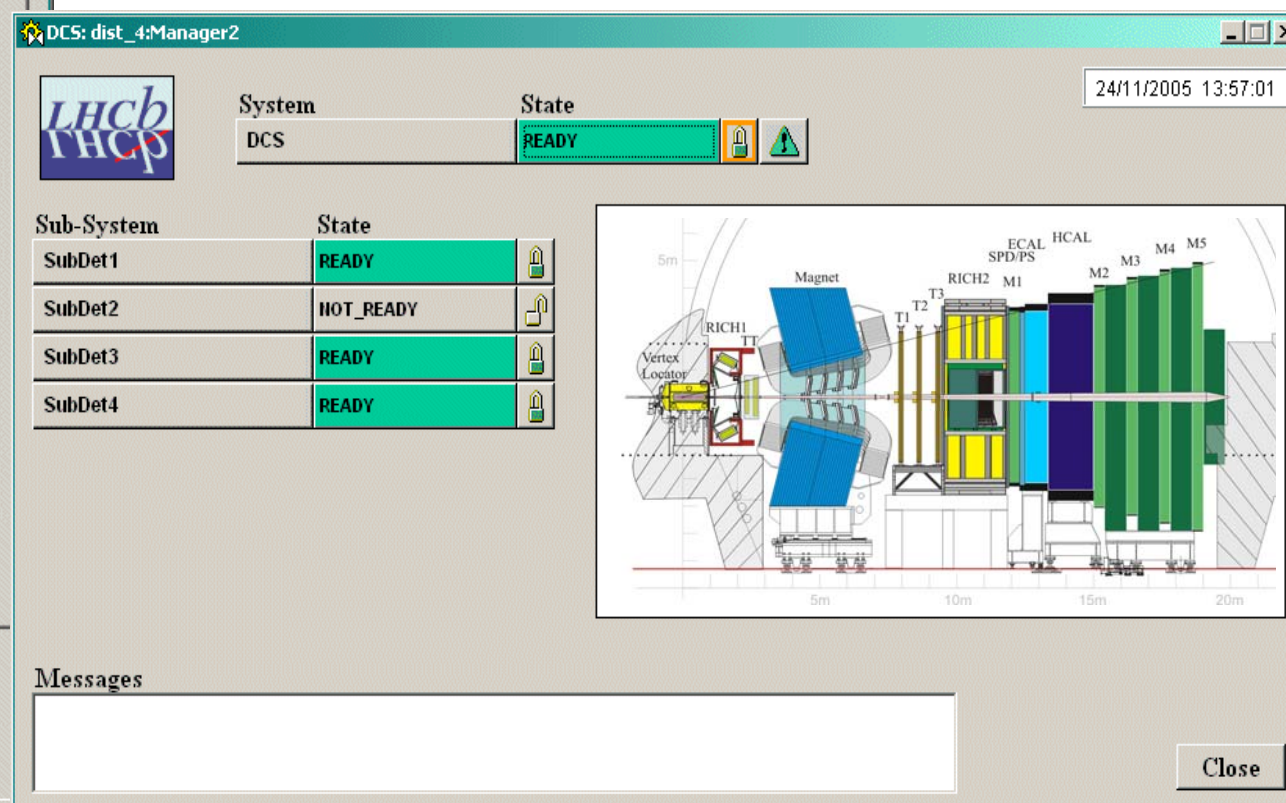 DCS: dist_4:Manager2
24/11/2005 13:57:01
LHCb
ГHCp
System State
DCS READY
Sub-System State
SubDet1 READY
SubDet2 NOT_READY
SubDet3 READY
SubDet4 READY
5m
Magnet
RICH1
TT
Vertex
Locator
T1
T2
T3
RICH2
M1
SPD/PS
ECAL
HCAL
M2
M3
M4
M5
5m 10m 15m 20m
Messages
Close